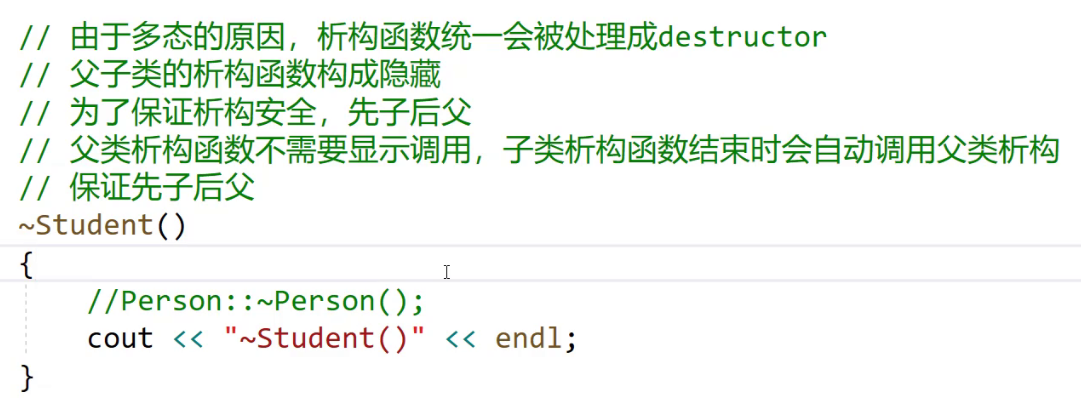 // 由于多态的原因，析构函数统一会被处理成destructor
// 父子类的析构函数构成隐藏
// 为了保证析构安全，先子后父
// 父类析构函数不需要显示调用，子类析构函数结束时会自动调用父类析构
// 保证先子后父
~Student()
{
    //Person::~Person();
    cout << "~Student()" << endl;
}